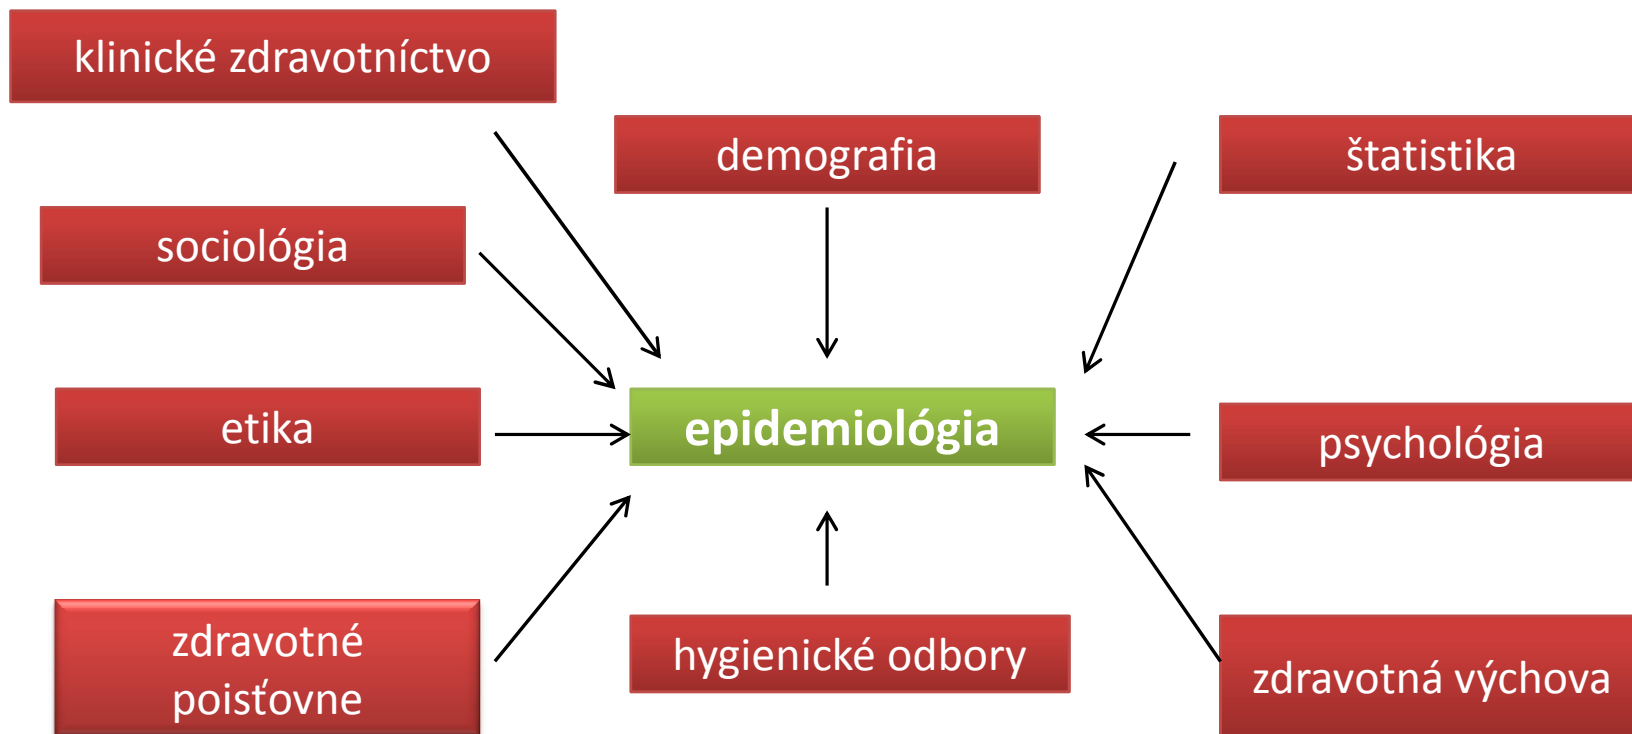 klinické zdravotníctvo
demografia
štatistika
sociológia
etika
epidemiológia
psychológia
zdravotné
poisťovne
hygienické odbory
zdravotná výchova